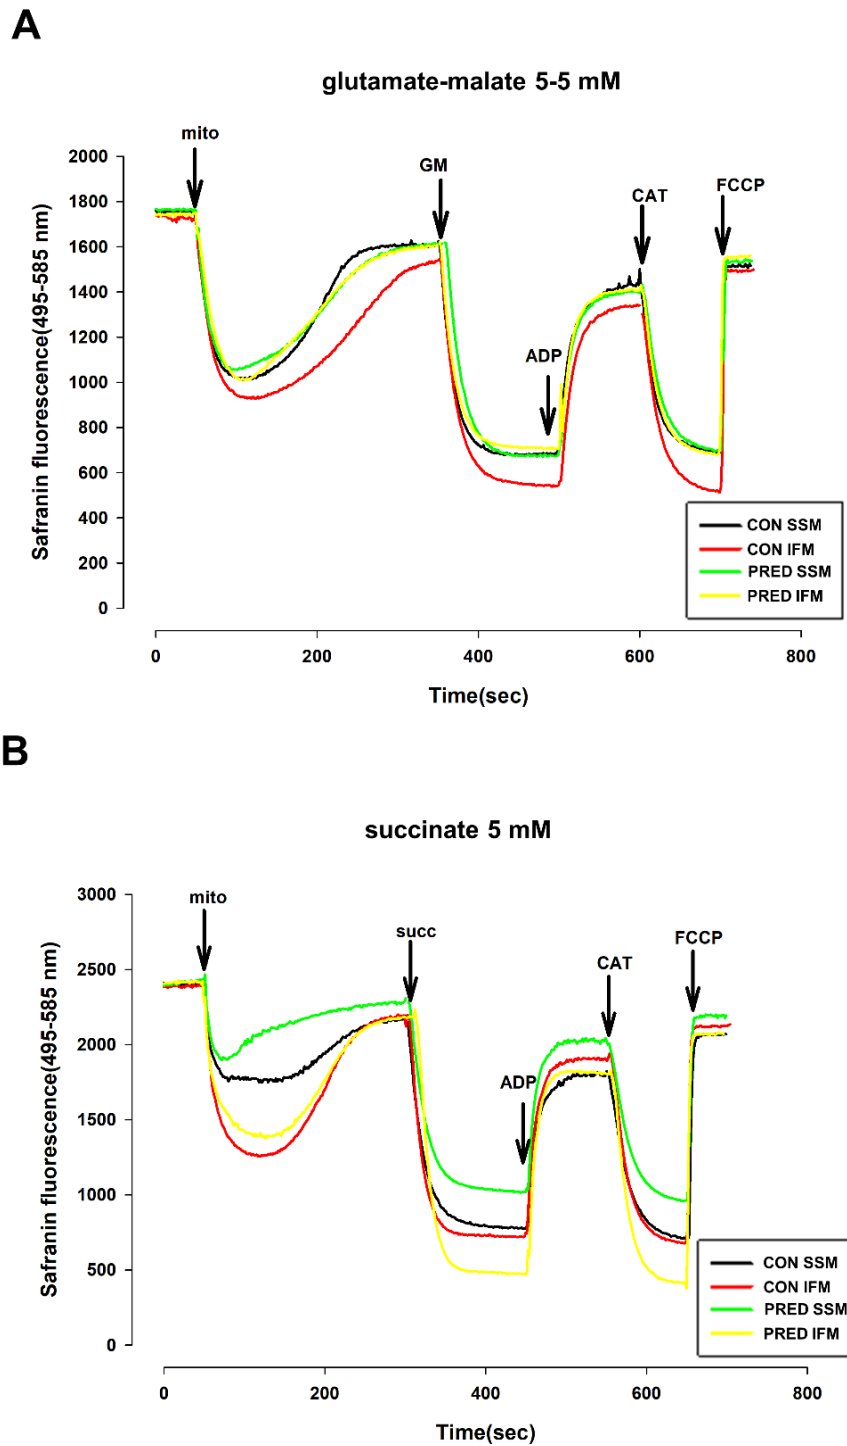 A
glutamate-malate 5-5 mM
mito
GM
CAT
FCCP
ADP
Safranin fluorescence(495-585 nm)
2000
1800
1600
1400
1200
1000
800
600
400
200
0
CON SSM
CON IFM
PRED SSM
PRED IFM
0 200 400 600 800
Time(sec)
B
succinate 5 mM
mito
succ
CAT
FCCP
ADP
Safranin fluorescence(495-585 nm)
3000
2500
2000
1500
1000
500
0
CON SSM
CON IFM
PRED SSM
PRED IFM
0 200 400 600 800
Time(sec)